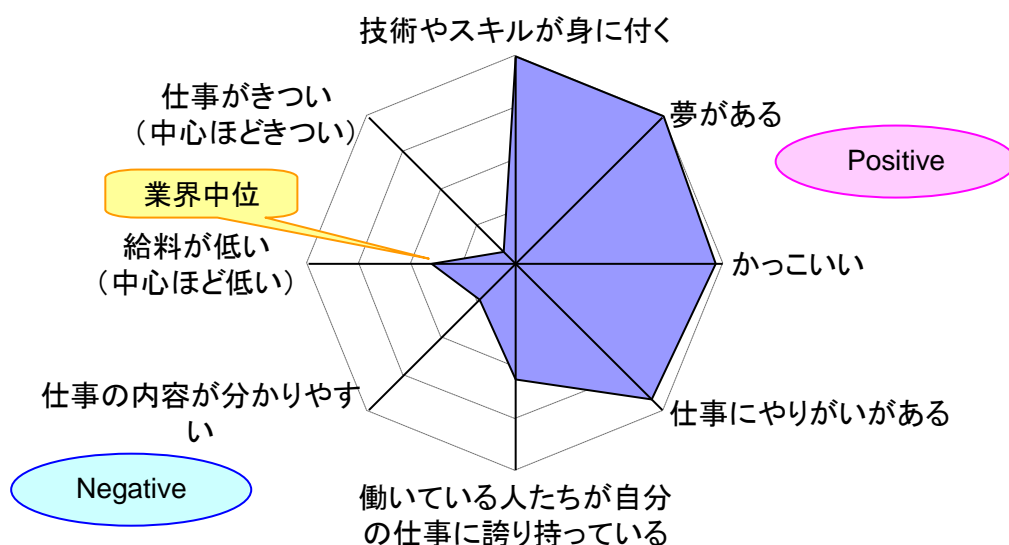 技術やスキルが身に付く
仕事がきつい
（中心ほどきつい）
夢がある
Positive
業界中位
給料が低い
（中心ほど低い）
かっこいい
仕事の内容が分かりやす
い
仕事にやりがいがある
Negative
働いている人たちが自分
の仕事に誇り持っている